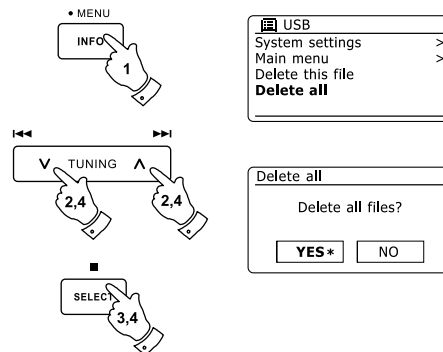 • MENU
INFO
1
TUNING
2,4
2,4
SELECT
3,4
USB
System settings >
Main menu >
Delete this file
Delete all
Delete all
Delete all files?
YES*
NO